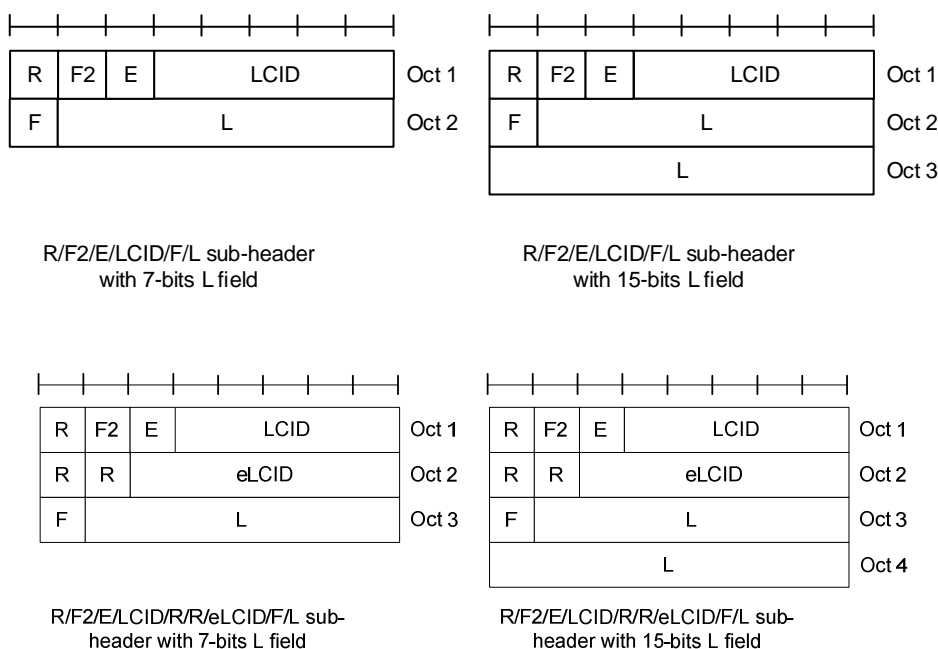 R F2 E LCID Oct 1
F L Oct 2
R/F2/E/LCID/F/L sub-header
with 7-bits L field
R F2 E LCID Oct 1
F L Oct 2
L Oct 3
R/F2/E/LCID/F/L sub-header
with 15-bits L field
R F2 E LCID Oct 1
R R eLCID Oct 2
F L Oct 3
R/F2/E/LCID/R/R/eLCID/F/L sub-
header with 7-bits L field
R F2 E LCID Oct 1
R R eLCID Oct 2
F L Oct 3
L Oct 4
R/F2/E/LCID/R/R/eLCID/F/L sub-
header with 15-bits L field